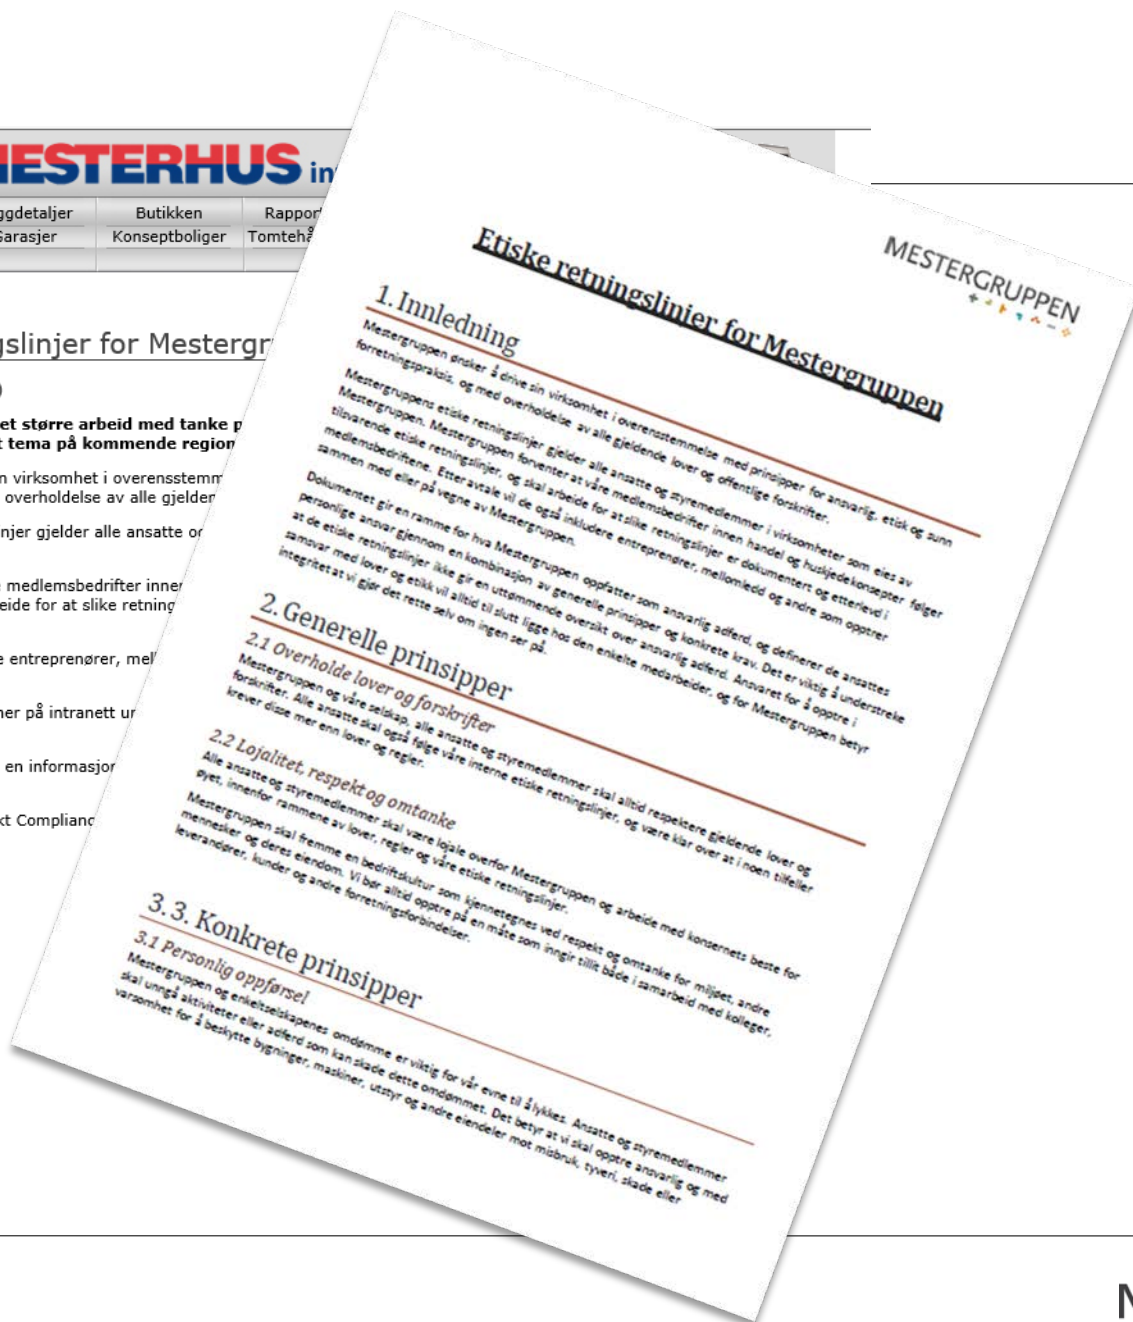 MESTERHUS in
ggdetaljer Butikken Rappor
Garasjer Konseptboliger Tomtehå
gslinjer for Mestergr
)
et større arbeid med tanke p
t tema på kommende region
n virksomhet i overensstemm
overholdelse av alle gjelder
njer gjelder alle ansatte oc
medlemsbedrifter inner
eide for at slike retning
e entreprenører, mel
ner på intranett ur
en informasjor
kt Complianc
MESTERGRUPPEN
Etiske retningslinjer for Mestergruppen
1. Innledning
Mestergruppen ønsker å drive sin virksomhet i overensstemmelse med prinsipper for ansvarlig, etisk og sunn
forretningspraksis, og med overholdelse av alle gjeldende lover og offentlige forskrifter.
Mestergruppens etiske retningslinjer gjelder alle ansatte og styremedlemmer i virksomheter som eies av
Mestergruppen. Mestergruppen forventer at våre medlemsbedrifter innen handel og huskjedekonsepter følger
tilsvarende etiske retningslinjer, og skal arbeide for at slike retningslinjer er dokumentert og etterlevd i
medlemsbedriftene. Etter avtale vil de også inkludere entreprenører, mellomledd og andre som opptrer
sammen med eller på vegne av Mestergruppen.
Dokumentet gir en ramme for hva Mestergruppen oppfatter som ansvarlig adferd, og definerer de ansattes
personlige ansvar gjennom en kombinasjon av generelle prinsipper og konkrete krav. Det er viktig å understreke
at de etiske retningslinjer ikke gir en uttømmende oversikt over ansvarlig adferd. Ansvaret for å opptre i
samsvar med lover og etikk vil alltid til slutt ligge hos den enkelte medarbeider, og for Mestergruppen betyr
integritet at vi gjør det rette selv om ingen ser på.
2. Generelle prinsipper
2.1 Overholde lover og forskrifter
Mestergruppen og våre selskap, alle ansatte og styremedlemmer skal alltid respektere gjeldende lover og
forskrifter. Alle ansatte skal også følge våre interne etiske retningslinjer, og være klar over at i noen tilfeller
krever disse mer enn lover og regler.
2.2 Lojalitet, respekt og omtanke
Alle ansatte og styremedlemmer skal være lojale overfor Mestergruppen og arbeide med konsernets beste for
øyet, innenfor rammene av lover, regler og våre etiske retningslinjer.
Mestergruppen skal fremme en bedriftskultur som kjennetegnes ved respekt og omtanke for miljøet, andre
mennesker og deres eiendom. Vi bør alltid opptre på en måte som inngir tillit både i samarbeid med kolleger,
leverandører, kunder og andre forretningsforbindelser.
3. 3. Konkrete prinsipper
3.1 Personlig oppførsel
Mestergruppen og enkeltselskapenes omdømme er viktig for vår evne til å lykkes. Ansatte og styremedlemmer
skal unngå aktiviteter eller adferd som kan skade dette omdømmet. Det betyr at vi skal opptre ansvarlig og med
varsomhet for å beskytte bygninger, maskiner, utstyr og andre eiendeler mot misbruk, tyveri, skade eller